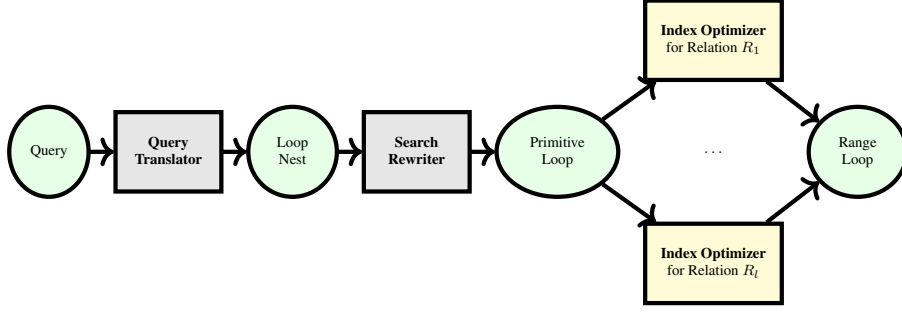 Query
Query
Translator
Loop
Nest
Search
Rewriter
Primitive
Loop
Index Optimizer
for Relation R₁
...
Index Optimizer
for Relation Rₗ
Range
Loop